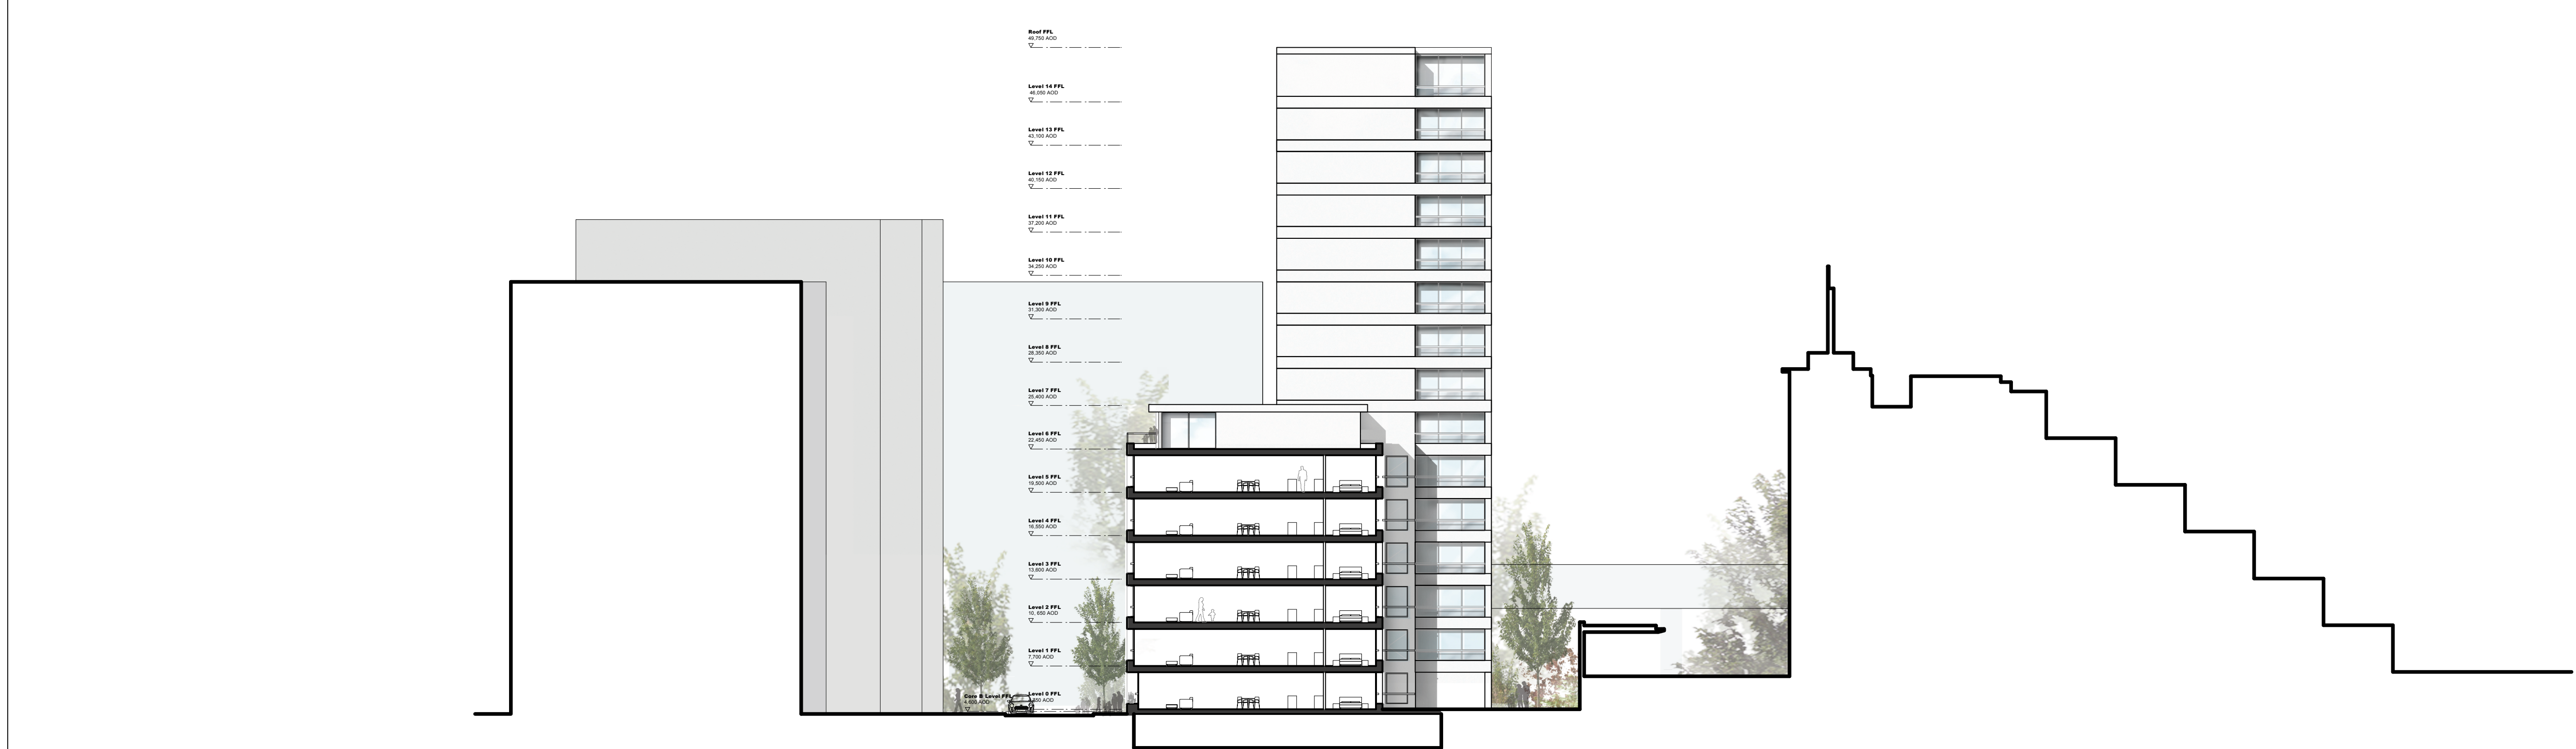 Roof FFL
49,750 AOD
Level 14 FFL
46,050 AOD
Level 13 FFL
43,100 AOD
Level 12 FFL
40,150 AOD
Level 11 FFL
37,200 AOD
Level 10 FFL
34,250 AOD
Level 9 FFL
31,300 AOD
Level 8 FFL
28,350 AOD
Level 7 FFL
25,400 AOD
Level 6 FFL
22,450 AOD
Level 5 FFL
19,500 AOD
Level 4 FFL
16,550 AOD
Level 3 FFL
13,600 AOD
Level 2 FFL
10, 650 AOD
Level 1 FFL
7,700 AOD
Core B Level FFL
4,600 AOD
Level 0 FFL
AOD